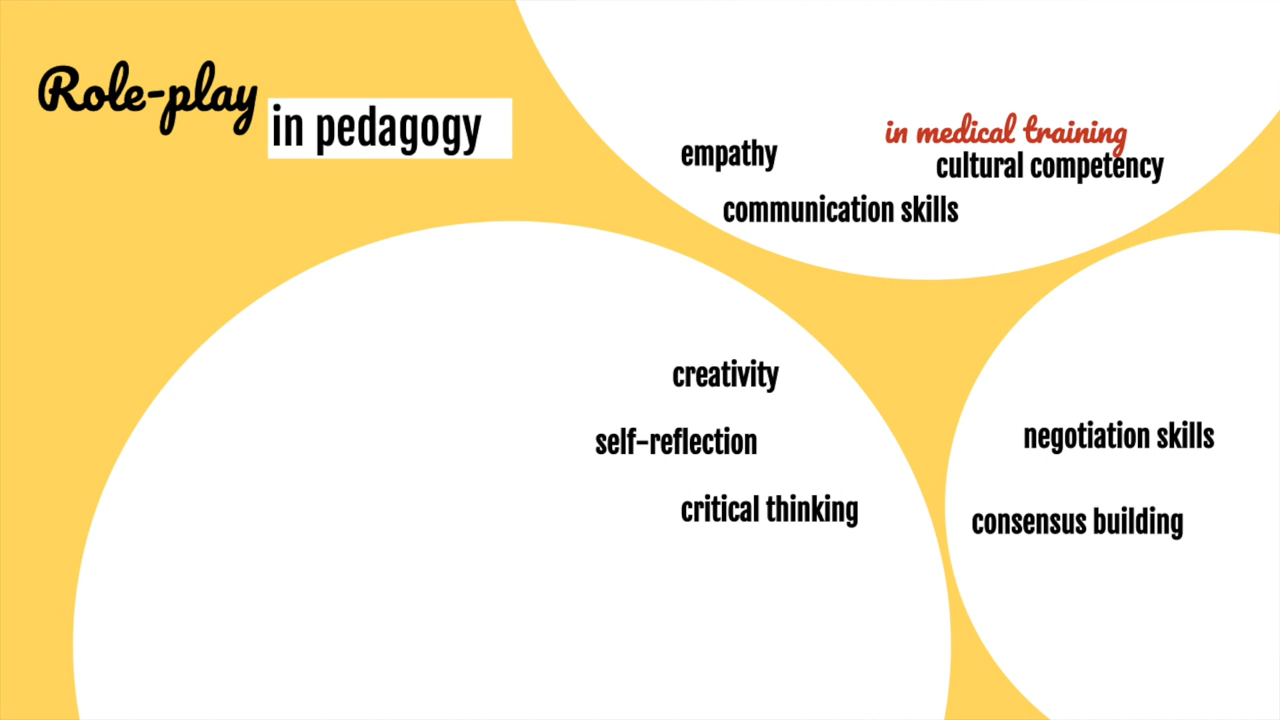 Role-play
in pedagogy
in medical training
empathy
cultural competency
communication skills
creativity
self-reflection
critical thinking
negotiation skills
consensus building